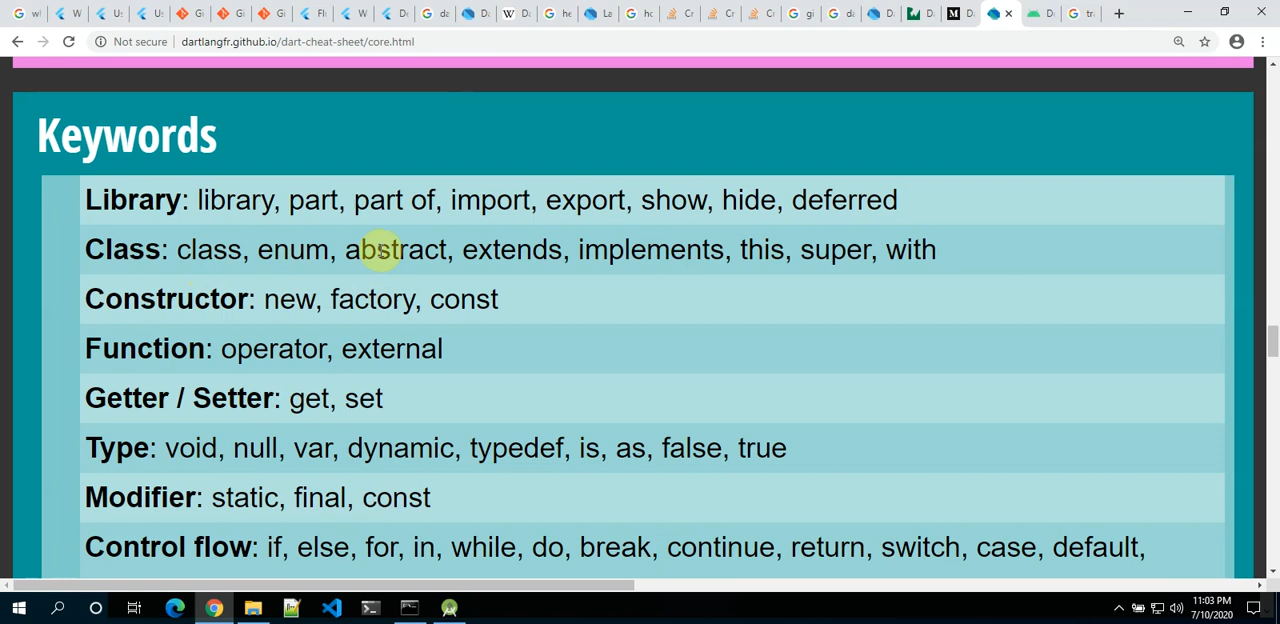 Not secure
dartlangfr.github.io/dart-cheat-sheet/core.html
Keywords
Library: library, part, part of, import, export, show, hide, deferred
Class: class, enum, abstract, extends, implements, this, super, with
Constructor: new, factory, const
Function: operator, external
Getter / Setter: get, set
Type: void, null, var, dynamic, typedef, is, as, false, true
Modifier: static, final, const
Control flow: if, else, for, in, while, do, break, continue, return, switch, case, default,
11:03 PM
7/10/2020